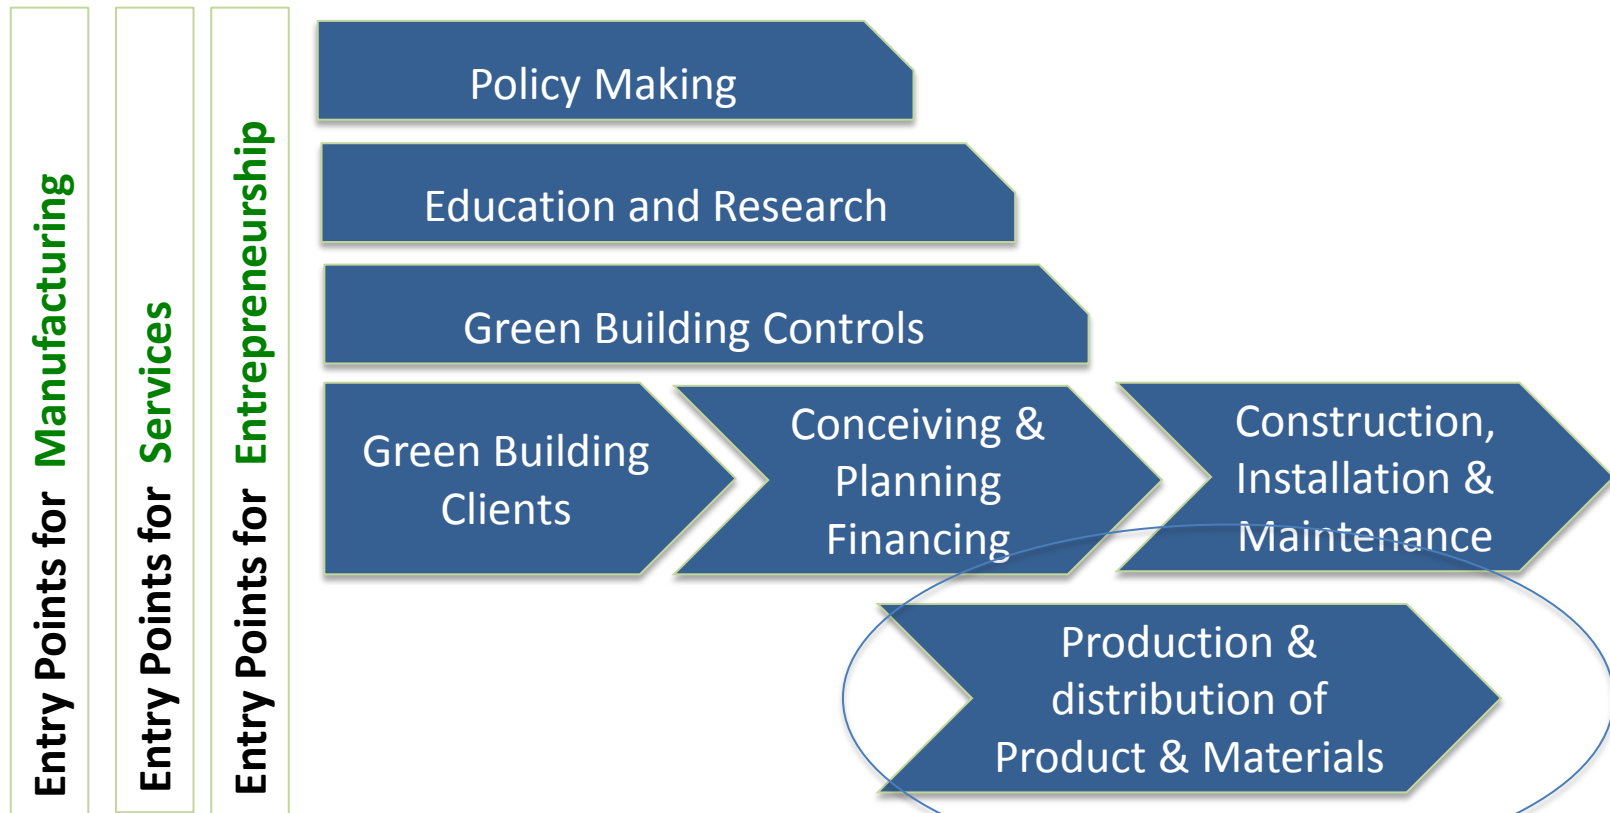 Entry Points for Manufacturing
Entry Points for Services
Entry Points for Entrepreneurship
Policy Making
Education and Research
Green Building Controls
Green Building
Clients
Conceiving &
Planning
Financing
Construction,
Installation &
Maintenance
Production &
distribution of
Product & Materials